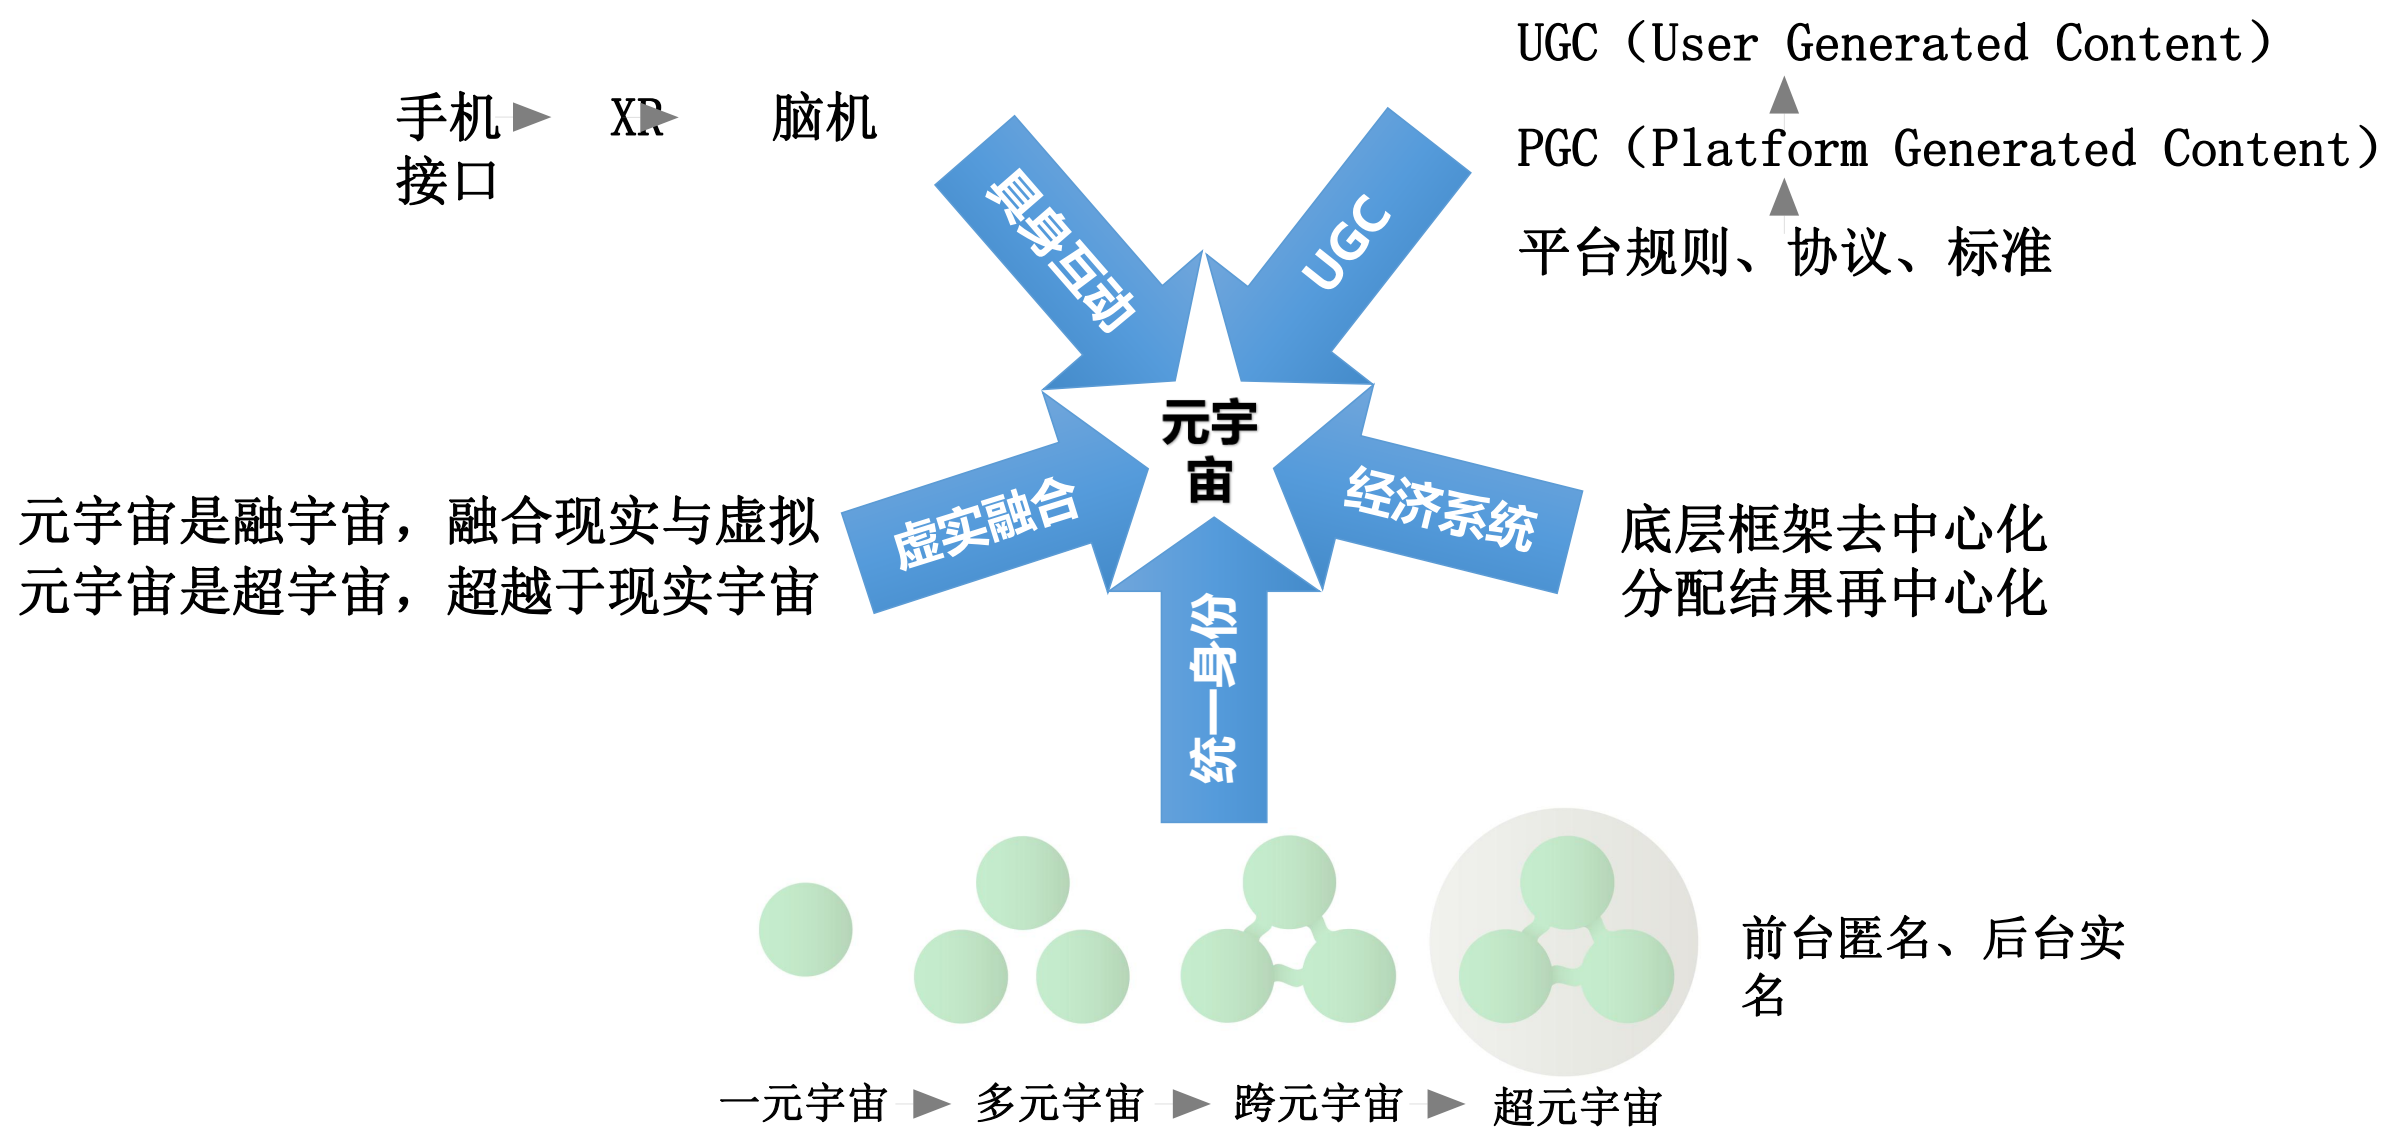 UGC（User Generated Content）
手机 XR 脑机
接口
PGC（Platform Generated Content）
平台规则、协议、标准
具身互动
UGC
元宇
宙
虚实融合
经济系统
元宇宙是融宇宙，融合现实与虚拟
元宇宙是超宇宙，超越于现实宇宙
底层框架去中心化
分配结果再中心化
统一身份
前台匿名、后台实
名
一元宇宙 多元宇宙 跨元宇宙 超元宇宙